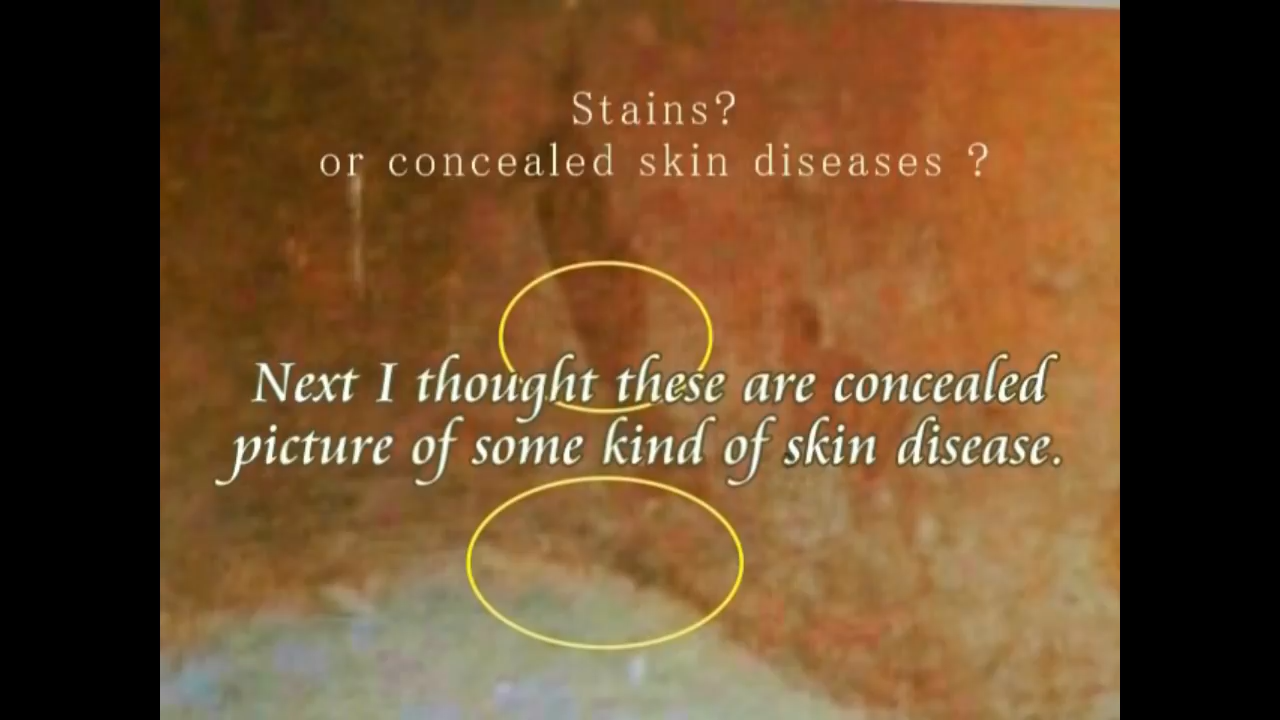 Stains?
or concealed skin diseases ?
Next I thought these are concealed
picture of some kind of skin disease.